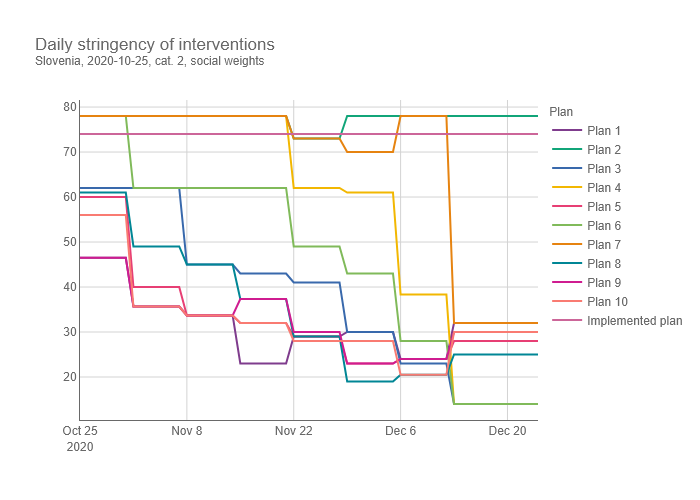 Daily stringency of interventions
Slovenia, 2020-10-25, cat. 2, social weights
80
70
60
50
40
30
20
Oct 25
2020
Nov 8
Nov 22
Dec 6
Dec 20
Plan
Plan 1
Plan 2
Plan 3
Plan 4
Plan 5
Plan 6
Plan 7
Plan 8
Plan 9
Plan 10
Implemented plan